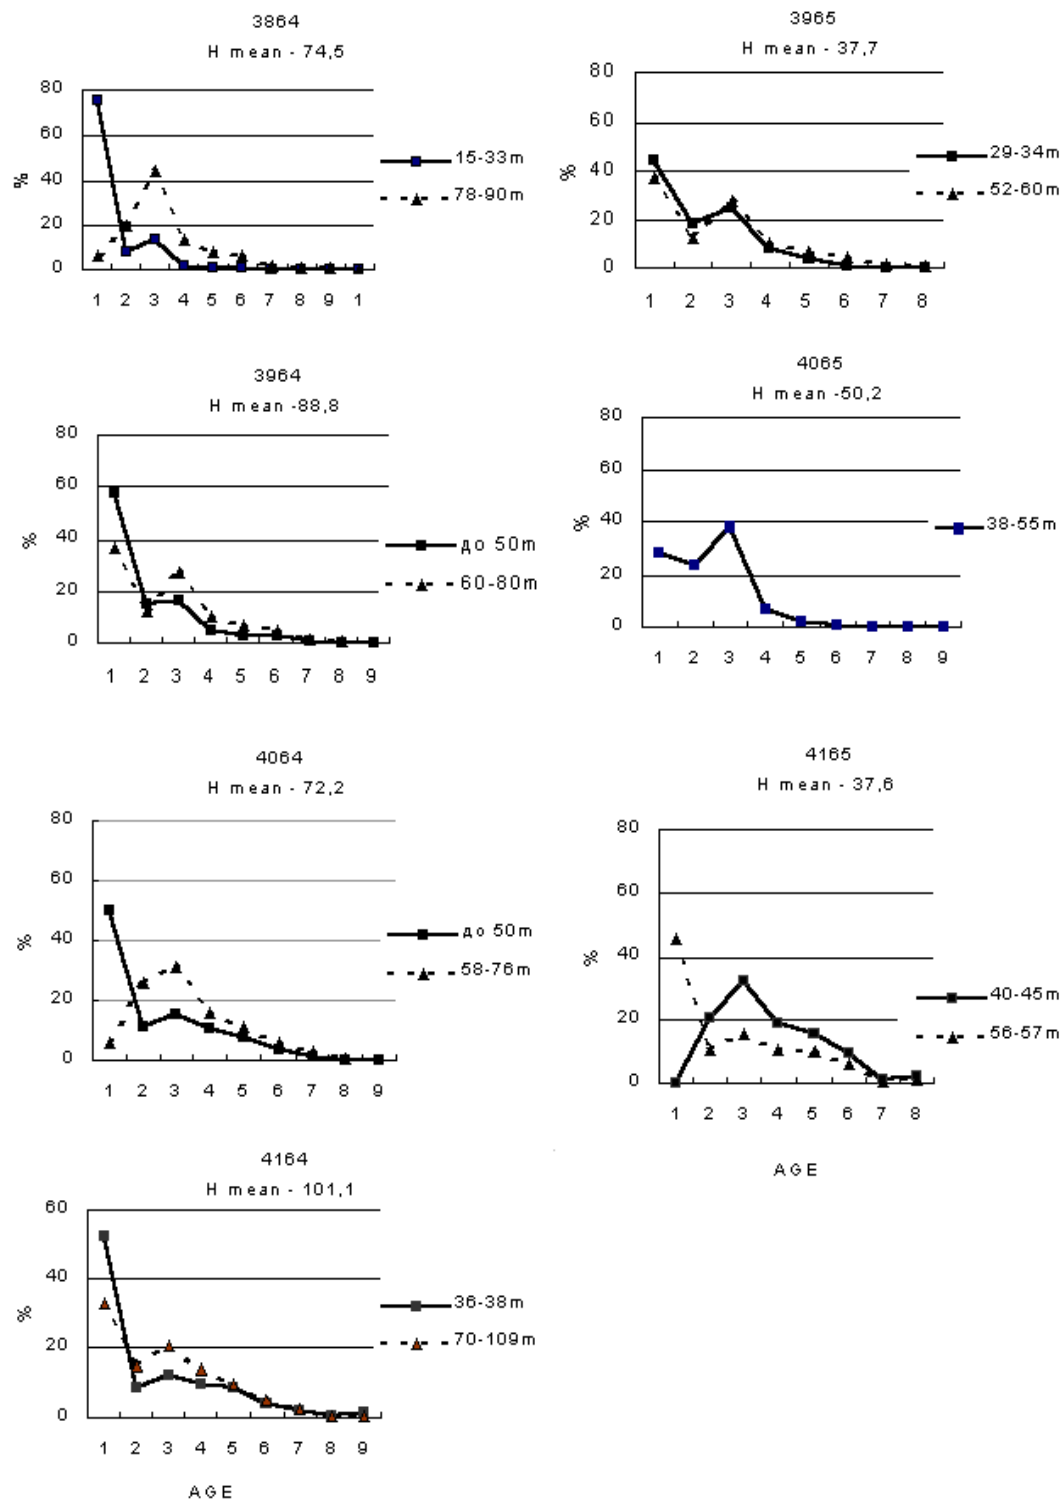 3864
H mean - 74,5
80
60
40
20
0
%
1 2 3 4 5 6 7 8 9 1
15-33m
78-90m
3965
H mean - 37,7
80
60
40
20
0
%
1 2 3 4 5 6 7 8
29-34m
52-60m
3964
H mean -88,8
80
60
40
20
0
%
1 2 3 4 5 6 7 8 9
до 50m
60-80m
4065
H mean -50,2
80
60
40
20
0
%
1 2 3 4 5 6 7 8 9
38-55m
4064
H mean - 72,2
80
60
40
20
0
%
1 2 3 4 5 6 7 8 9
до 50m
58-76m
4165
H mean - 37,6
80
60
40
20
0
%
1 2 3 4 5 6 7 8
40-45m
56-57m
AGE
4164
H mean - 101,1
60
40
20
0
%
1 2 3 4 5 6 7 8 9
36-38m
70-109m
AGE